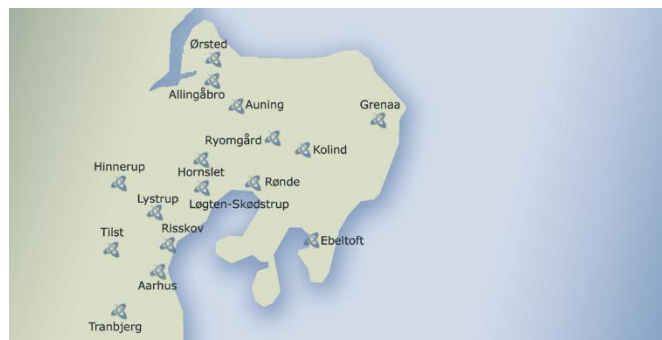 Ørsted
Allingåbro
Auning
Grenaa
Ryomgård
Kolind
Hornslet
Hinnerup
Rønde
Løgten-Skødstrup
Lystrup
Risskov
Tilst
Ebeltoft
Aarhus
Tranbjerg